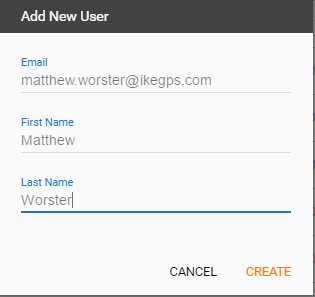 Add New User
Email
matthew.worster@ikegps.com
First Name
Matthew
Last Name
Worster
CANCEL CREATE